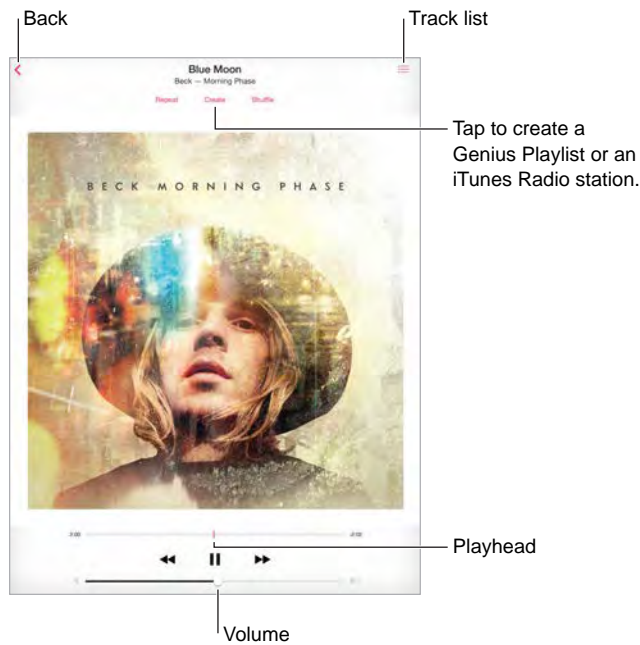 Back
Track list
Blue Moon
Beck — Morning Phase
Repeat Create Shuffle
Tap to create a
Genius Playlist or an
iTunes Radio station.
BECK MORNING PHASE
Playhead
Volume